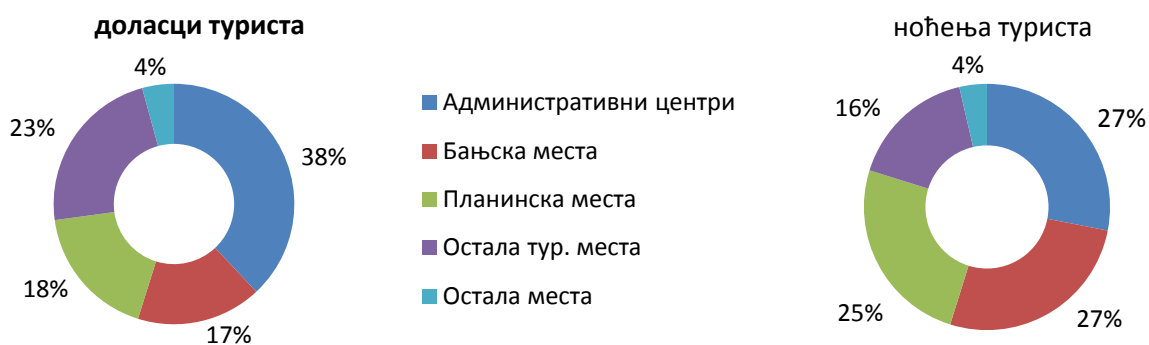 доласци туриста
4%
23%
38%
18%
17%
Административни центри
Бањска места
Планинска места
Остала тур. места
Остала места
ноћења туриста
4%
16%
27%
25%
27%